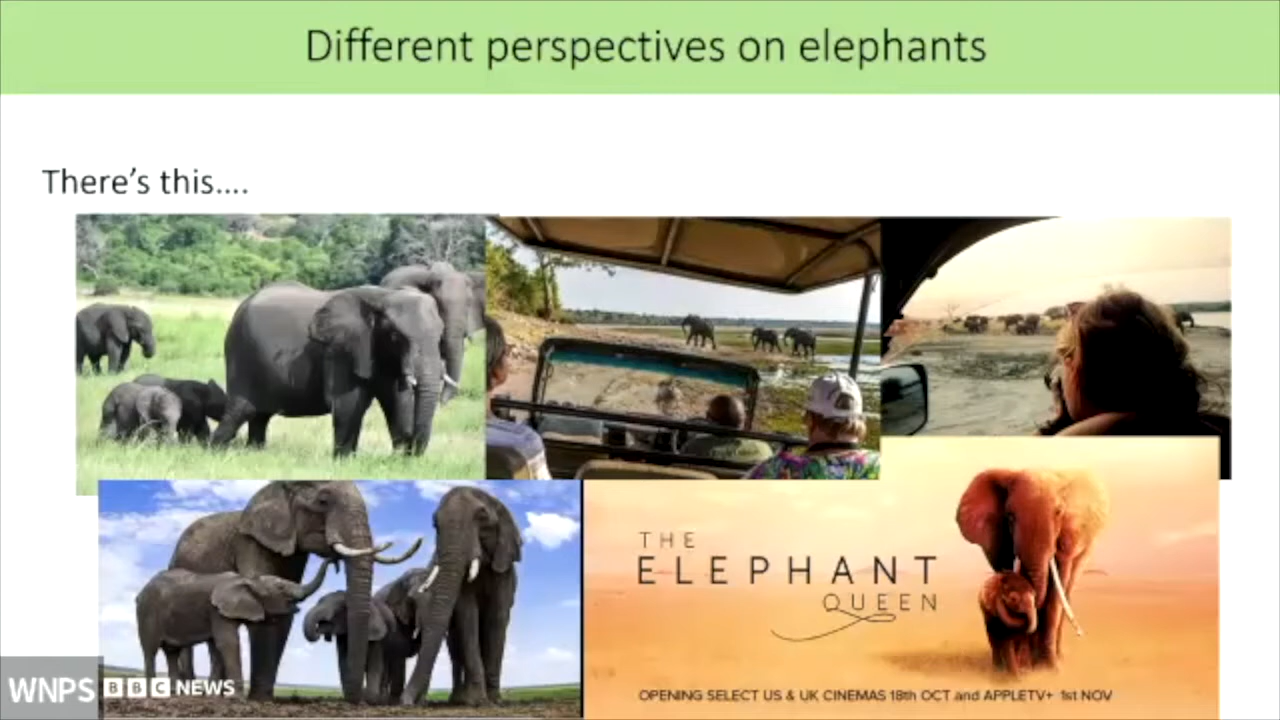 Different perspectives on elephants
There’s this....
THE
ELEPHANT
QUEEN
OPENING SELECT US & UK CINEMAS 18th OCT and APPLETV+ 1st NOV
WNPS
BBC NEWS